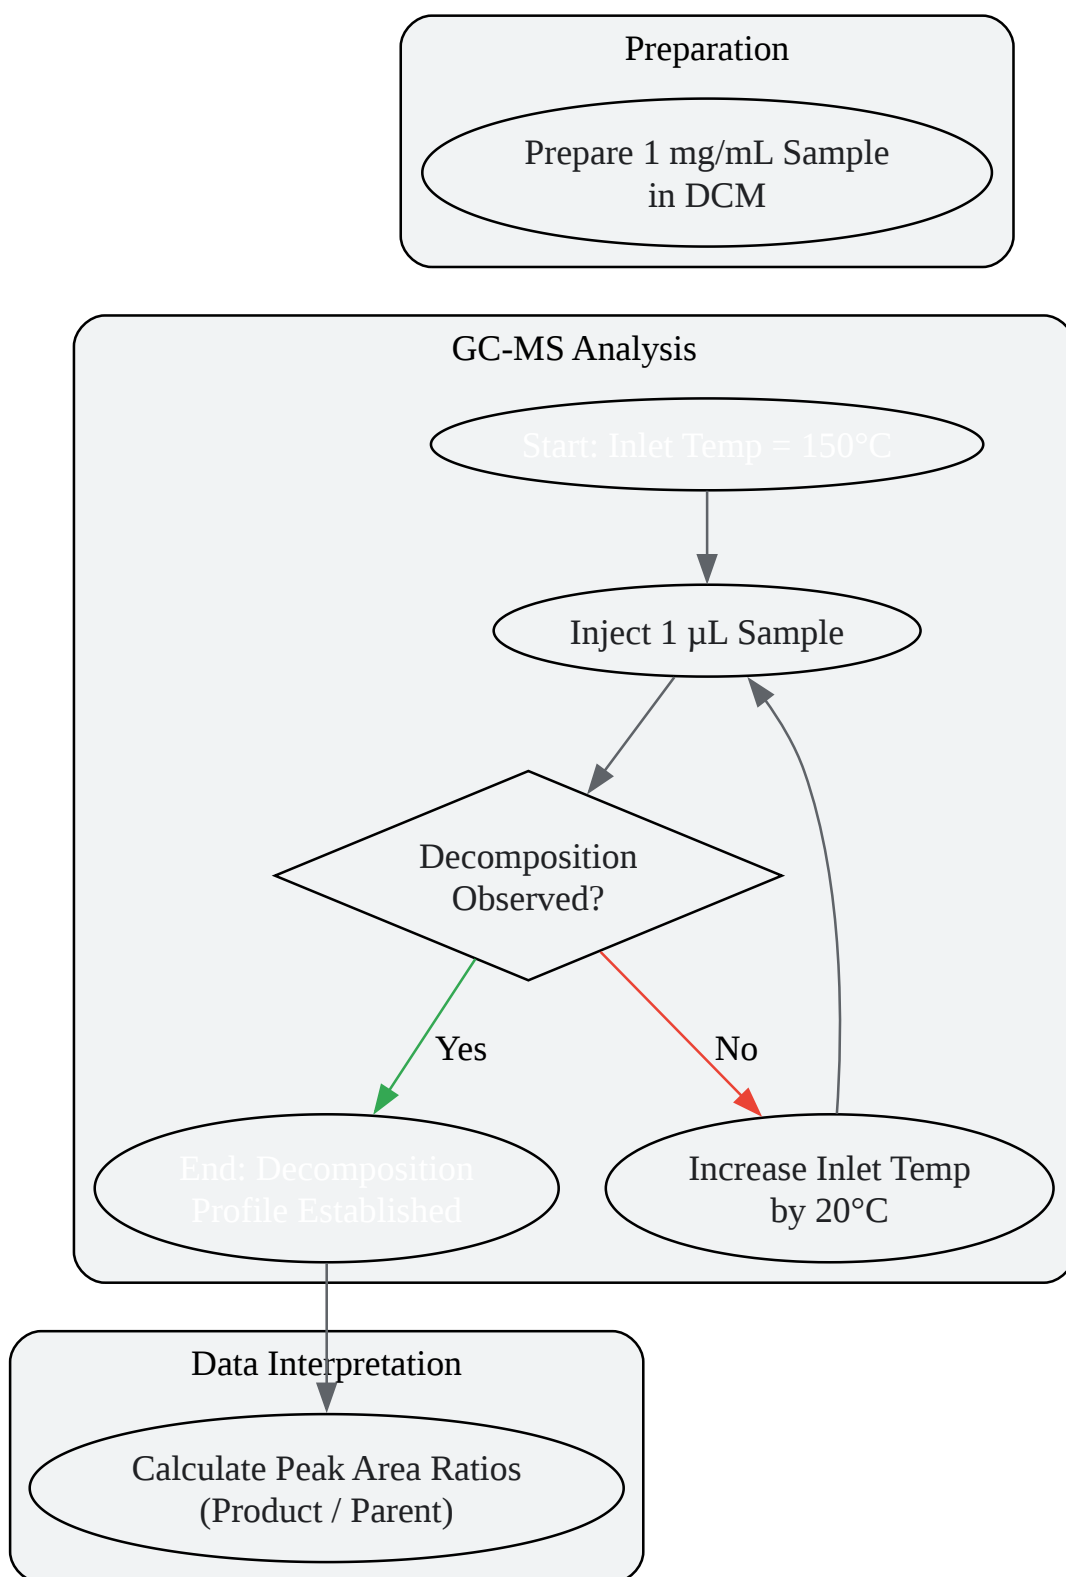 Preparation
Prepare 1 mg/mL Sample
in DCM
GC-MS Analysis
Start: Inlet Temp = 150°C
Inject 1 µL Sample
Decomposition
Observed?
Yes
No
End: Decomposition
Profile Established
Increase Inlet Temp
by 20°C
Data Interpretation
Calculate Peak Area Ratios
(Product / Parent)